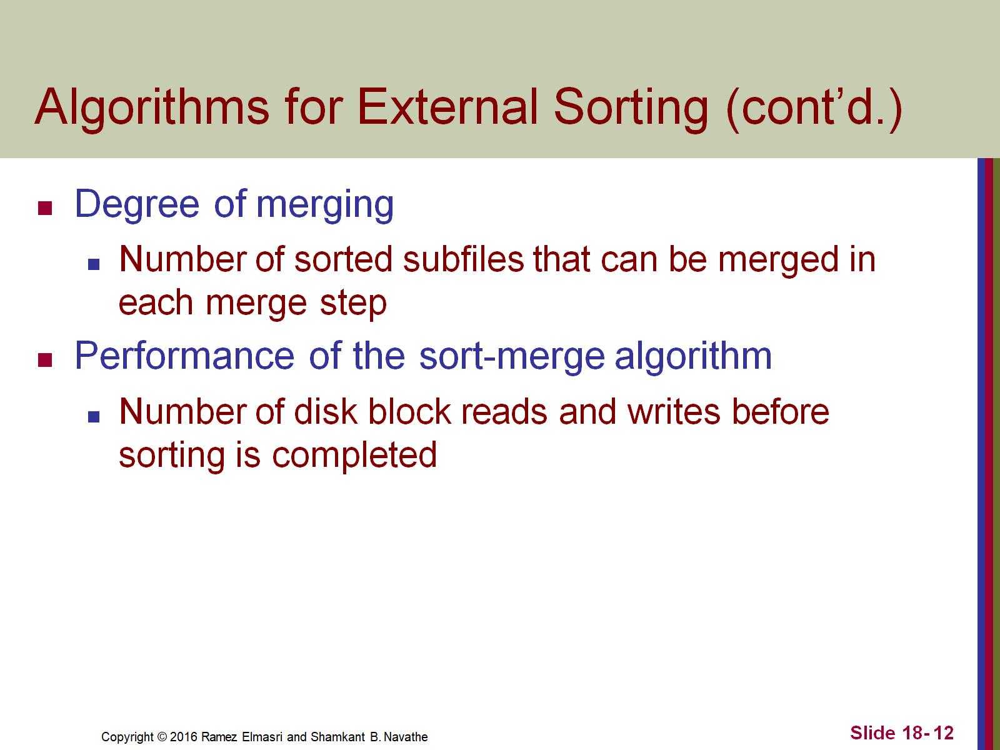 Algorithms for External Sorting (cont’d.)
Degree of merging
Number of sorted subfiles that can be merged in
each merge step
Performance of the sort-merge algorithm
Number of disk block reads and writes before
sorting is completed
Copyright © 2016 Ramez Elmasri and Shamkant B. Navathe
Slide 18- 12